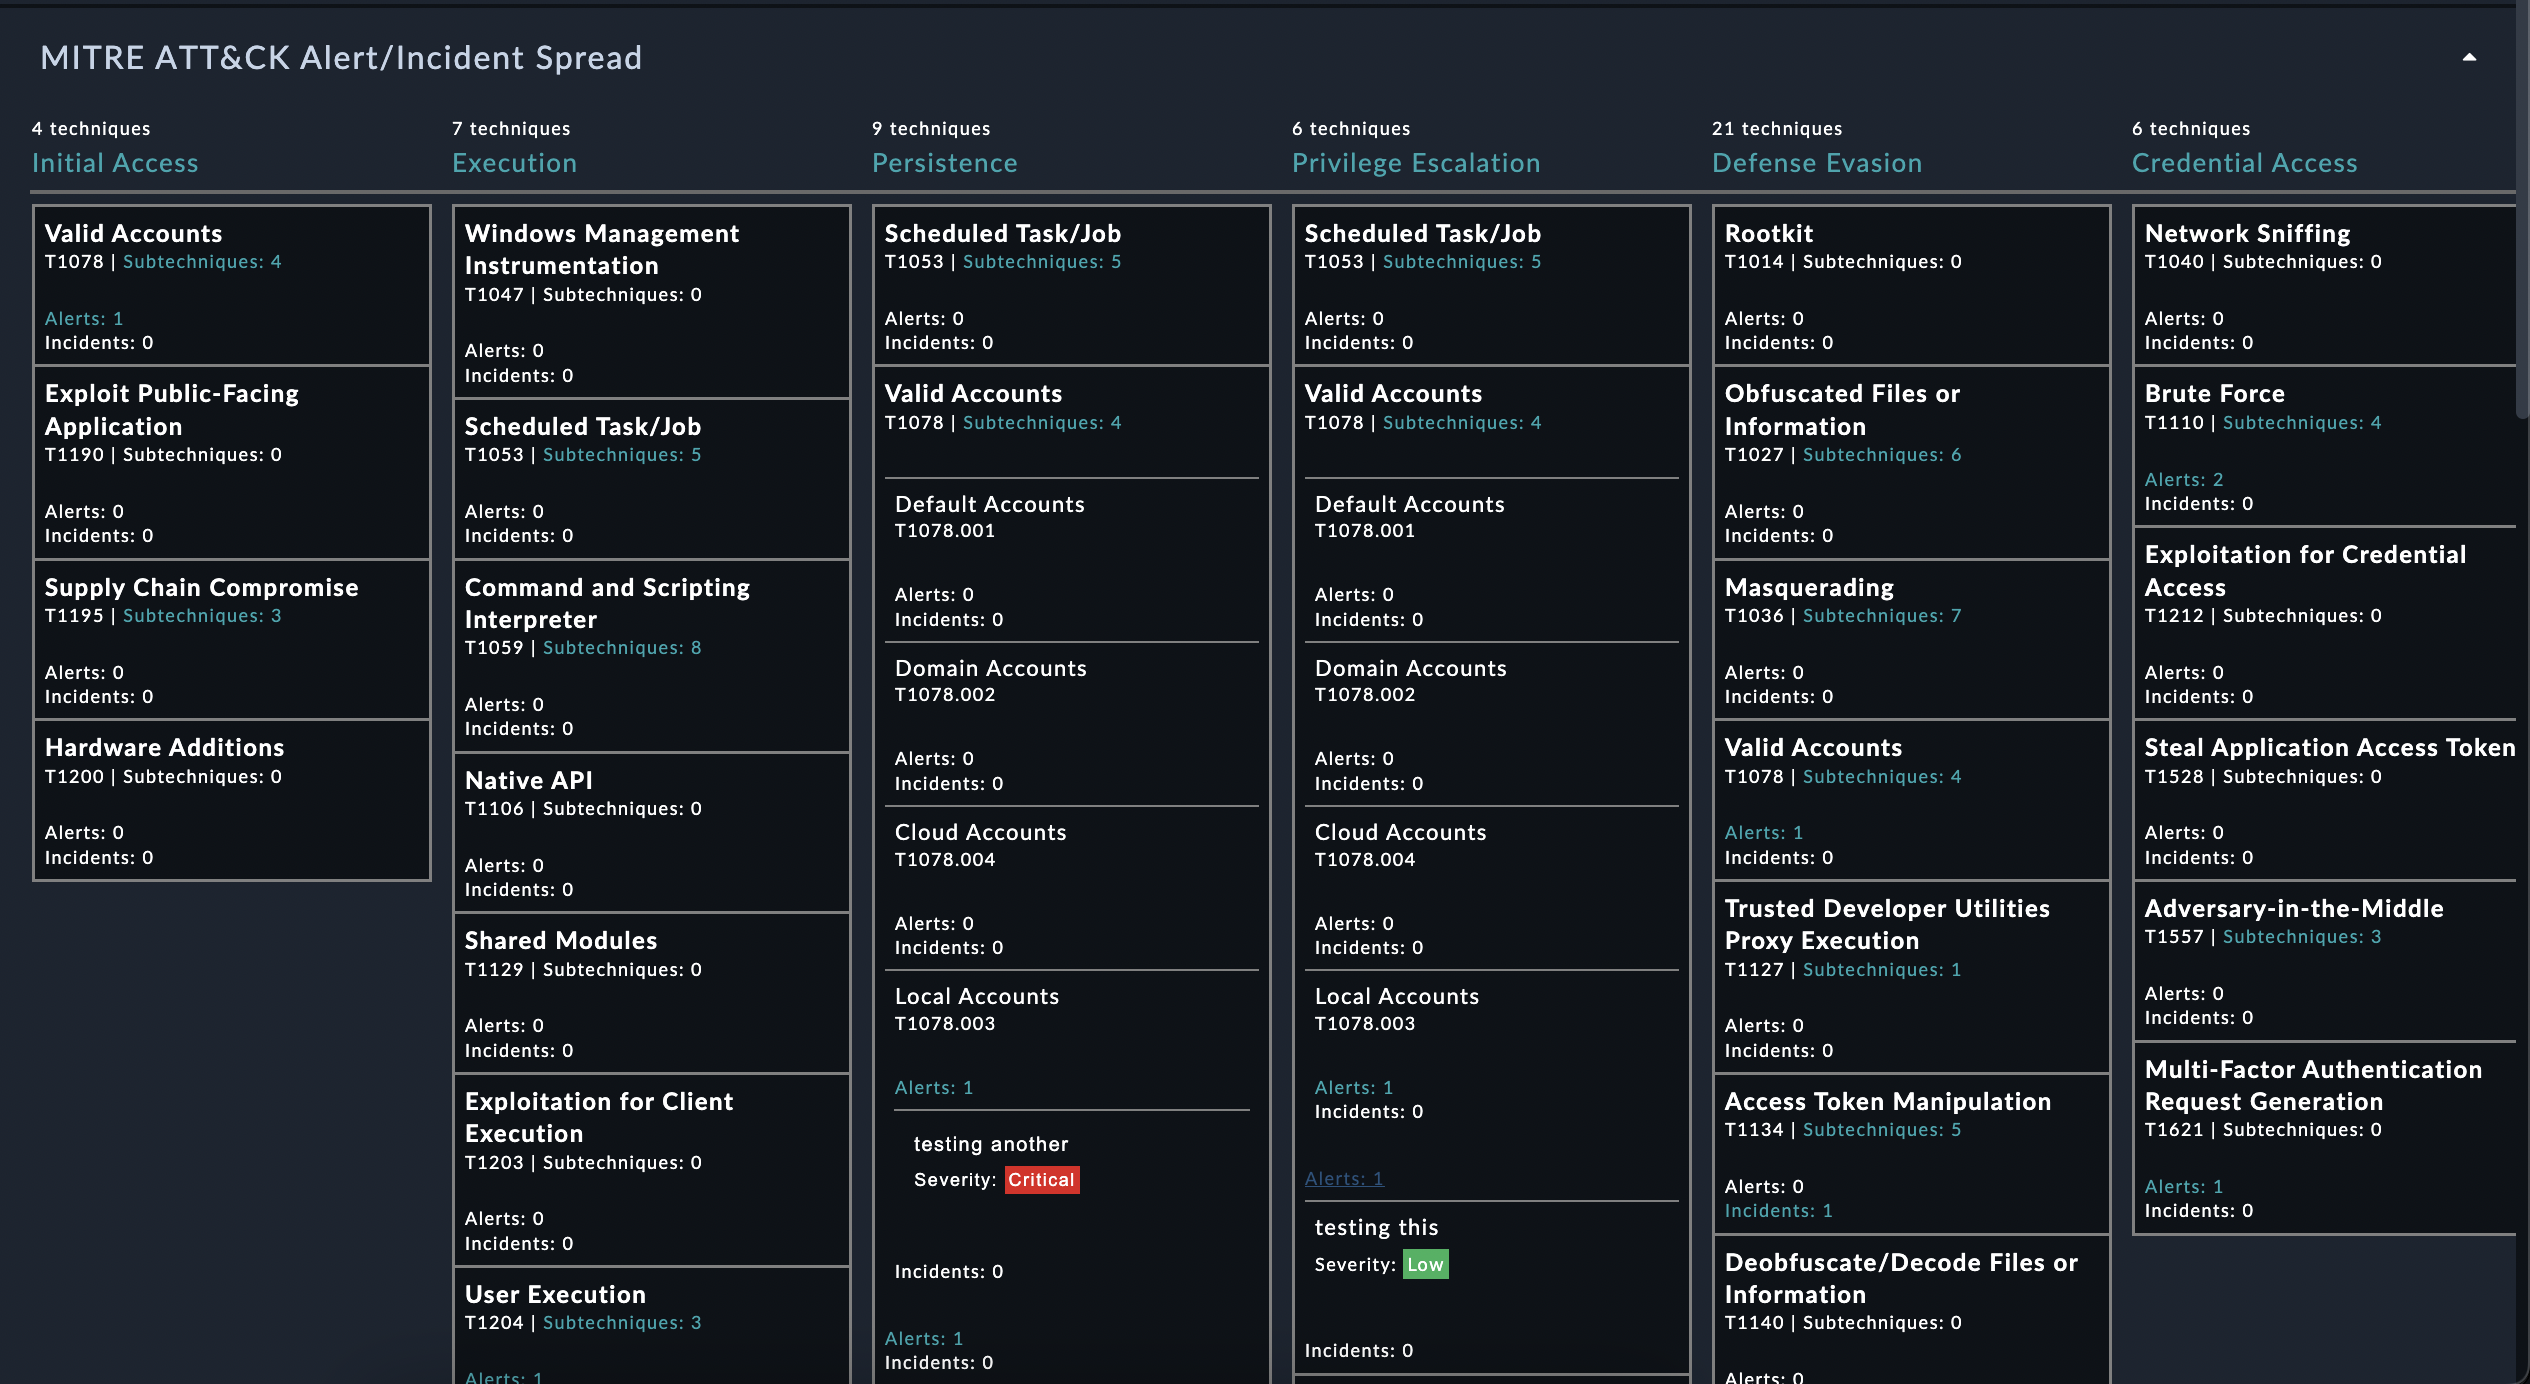 MITRE ATT&CK Alert/Incident Spread
4 techniques
Initial Access
Valid Accounts
T1078 | Subtechniques: 4
Alerts: 1
Incidents: 0
Exploit Public-Facing
Application
T1190 | Subtechniques: 0
Alerts: 0
Incidents: 0
Supply Chain Compromise
T1195 | Subtechniques: 3
Alerts: 0
Incidents: 0
Hardware Additions
T1200 | Subtechniques: 0
Alerts: 0
Incidents: 0
7 techniques
Execution
Windows Management
Instrumentation
T1047 | Subtechniques: 0
Alerts: 0
Incidents: 0
Scheduled Task/Job
T1053 | Subtechniques: 5
Alerts: 0
Incidents: 0
Command and Scripting
Interpreter
T1059 | Subtechniques: 8
Alerts: 0
Incidents: 0
Native API
T1106 | Subtechniques: 0
Alerts: 0
Incidents: 0
Shared Modules
T1129 | Subtechniques: 0
Alerts: 0
Incidents: 0
Exploitation for Client
Execution
T1203 | Subtechniques: 0
Alerts: 0
Incidents: 0
User Execution
T1204 | Subtechniques: 3
Alerts: 1
9 techniques
Persistence
Scheduled Task/Job
T1053 | Subtechniques: 5
Alerts: 0
Incidents: 0
Valid Accounts
T1078 | Subtechniques: 4
Default Accounts
T1078.001
Alerts: 0
Incidents: 0
Domain Accounts
T1078.002
Alerts: 0
Incidents: 0
Cloud Accounts
T1078.004
Alerts: 0
Incidents: 0
Local Accounts
T1078.003
Alerts: 1
testing another
Severity: Critical
Incidents: 0
Alerts: 1
Incidents: 0
6 techniques
Privilege Escalation
Scheduled Task/Job
T1053 | Subtechniques: 5
Alerts: 0
Incidents: 0
Valid Accounts
T1078 | Subtechniques: 4
Default Accounts
T1078.001
Alerts: 0
Incidents: 0
Domain Accounts
T1078.002
Alerts: 0
Incidents: 0
Cloud Accounts
T1078.004
Alerts: 0
Incidents: 0
Local Accounts
T1078.003
Alerts: 1
Incidents: 0
Alerts: 1
testing this
Severity: Low
Incidents: 0
21 techniques
Defense Evasion
Rootkit
T1014 | Subtechniques: 0
Alerts: 0
Incidents: 0
Obfuscated Files or
Information
T1027 | Subtechniques: 6
Alerts: 0
Incidents: 0
Masquerading
T1036 | Subtechniques: 7
Alerts: 0
Incidents: 0
Valid Accounts
T1078 | Subtechniques: 4
Alerts: 1
Incidents: 0
Trusted Developer Utilities
Proxy Execution
T1127 | Subtechniques: 1
Alerts: 0
Incidents: 0
Access Token Manipulation
T1134 | Subtechniques: 5
Alerts: 0
Incidents: 1
Deobfuscate/Decode Files or
Information
T1140 | Subtechniques: 0
Alerts: 0
6 techniques
Credential Access
Network Sniffing
T1040 | Subtechniques: 0
Alerts: 0
Incidents: 0
Brute Force
T1110 | Subtechniques: 4
Alerts: 2
Incidents: 0
Exploitation for Credential
Access
T1212 | Subtechniques: 0
Alerts: 0
Incidents: 0
Steal Application Access Token
T1528 | Subtechniques: 0
Alerts: 0
Incidents: 0
Adversary-in-the-Middle
T1557 | Subtechniques: 3
Alerts: 0
Incidents: 0
Multi-Factor Authentication
Request Generation
T1621 | Subtechniques: 0
Alerts: 1
Incidents: 0